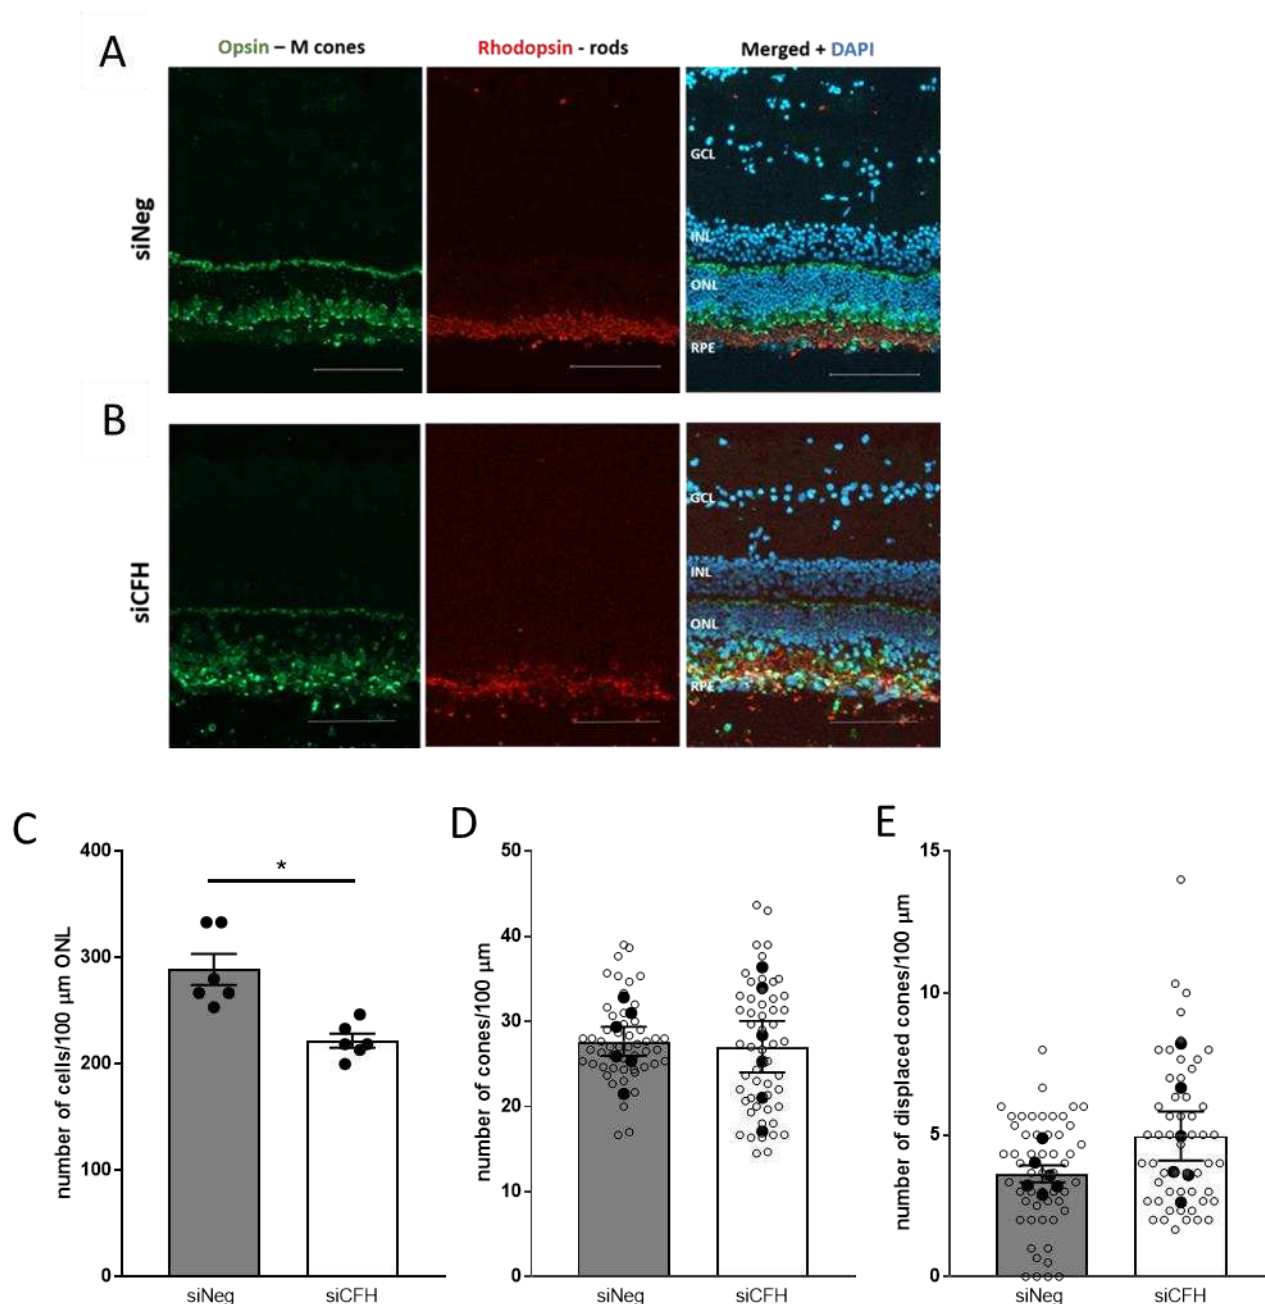 A
Opsin – M cones
Rhodopsin - rods
Merged + DAPI
siNeg
GCL
INL
ONL
RPE
B
siCFH
GCL
INL
ONL
RPE
C
number of cells/100 µm ONL
400
300
200
100
0
*
siNeg
siCFH
D
number of cones/100 µm
50
40
30
20
10
0
siNeg
siCFH
E
number of displaced cones/100 µm
15
10
5
0
siNeg
siCFH